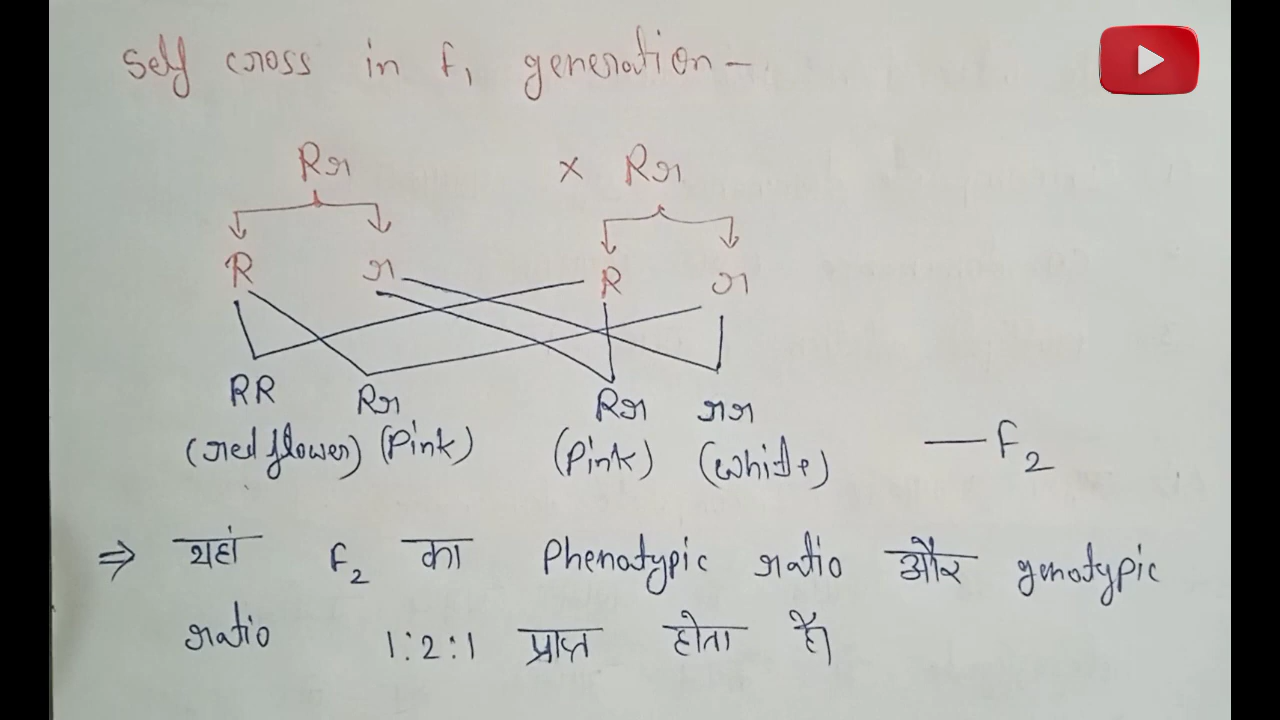 Self cross in F₁ generation –
Rr × Rr
R r R r
RR Rr Rr rr
(red flower) (Pink) (Pink) (White) — F₂
⇒ यहां F₂ का Phenotypic ratio और genotypic
ratio 1:2:1 प्राप्त होता है।